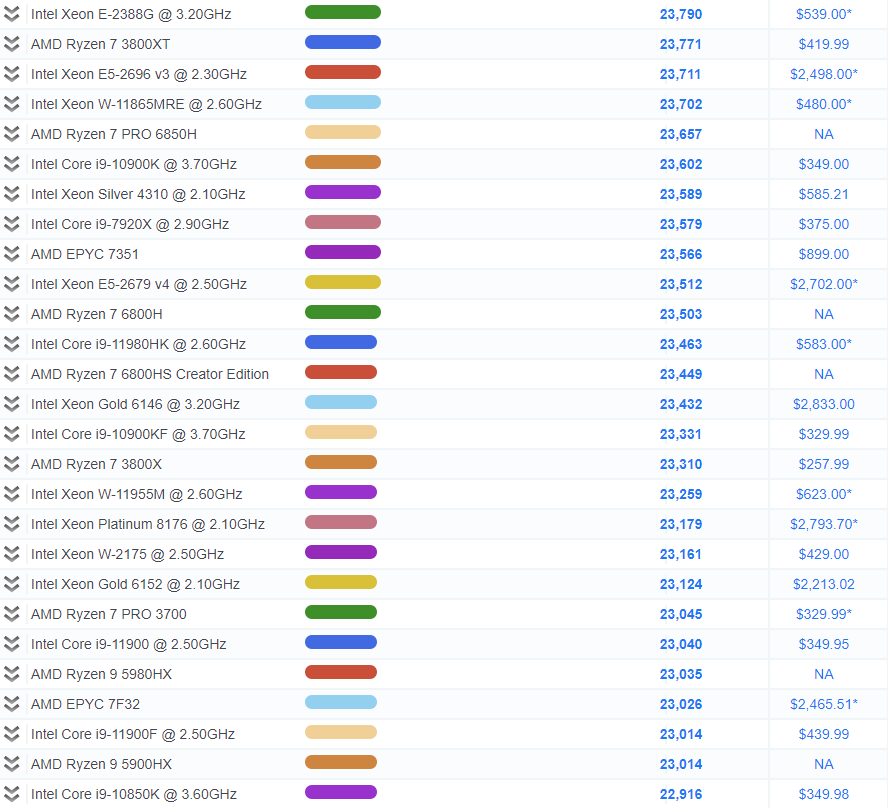 Intel Xeon E-2388G @ 3.20GHz 23,790 $539.00*
AMD Ryzen 7 3800XT 23,771 $419.99
Intel Xeon E5-2696 v3 @ 2.30GHz 23,711 $2,498.00*
Intel Xeon W-11865MRE @ 2.60GHz 23,702 $480.00*
AMD Ryzen 7 PRO 6850H 23,657 NA
Intel Core i9-10900K @ 3.70GHz 23,602 $349.00
Intel Xeon Silver 4310 @ 2.10GHz 23,589 $585.21
Intel Core i9-7920X @ 2.90GHz 23,579 $375.00
AMD EPYC 7351 23,566 $899.00
Intel Xeon E5-2679 v4 @ 2.50GHz 23,512 $2,702.00*
AMD Ryzen 7 6800H 23,503 NA
Intel Core i9-11980HK @ 2.60GHz 23,463 $583.00*
AMD Ryzen 7 6800HS Creator Edition 23,449 NA
Intel Xeon Gold 6146 @ 3.20GHz 23,432 $2,833.00
Intel Core i9-10900KF @ 3.70GHz 23,331 $329.99
AMD Ryzen 7 3800X 23,310 $257.99
Intel Xeon W-11955M @ 2.60GHz 23,259 $623.00*
Intel Xeon Platinum 8176 @ 2.10GHz 23,179 $2,793.70*
Intel Xeon W-2175 @ 2.50GHz 23,161 $429.00
Intel Xeon Gold 6152 @ 2.10GHz 23,124 $2,213.02
AMD Ryzen 7 PRO 3700 23,045 $329.99*
Intel Core i9-11900 @ 2.50GHz 23,040 $349.95
AMD Ryzen 9 5980HX 23,035 NA
AMD EPYC 7F32 23,026 $2,465.51*
Intel Core i9-11900F @ 2.50GHz 23,014 $439.99
AMD Ryzen 9 5900HX 23,014 NA
Intel Core i9-10850K @ 3.60GHz 22,916 $349.98